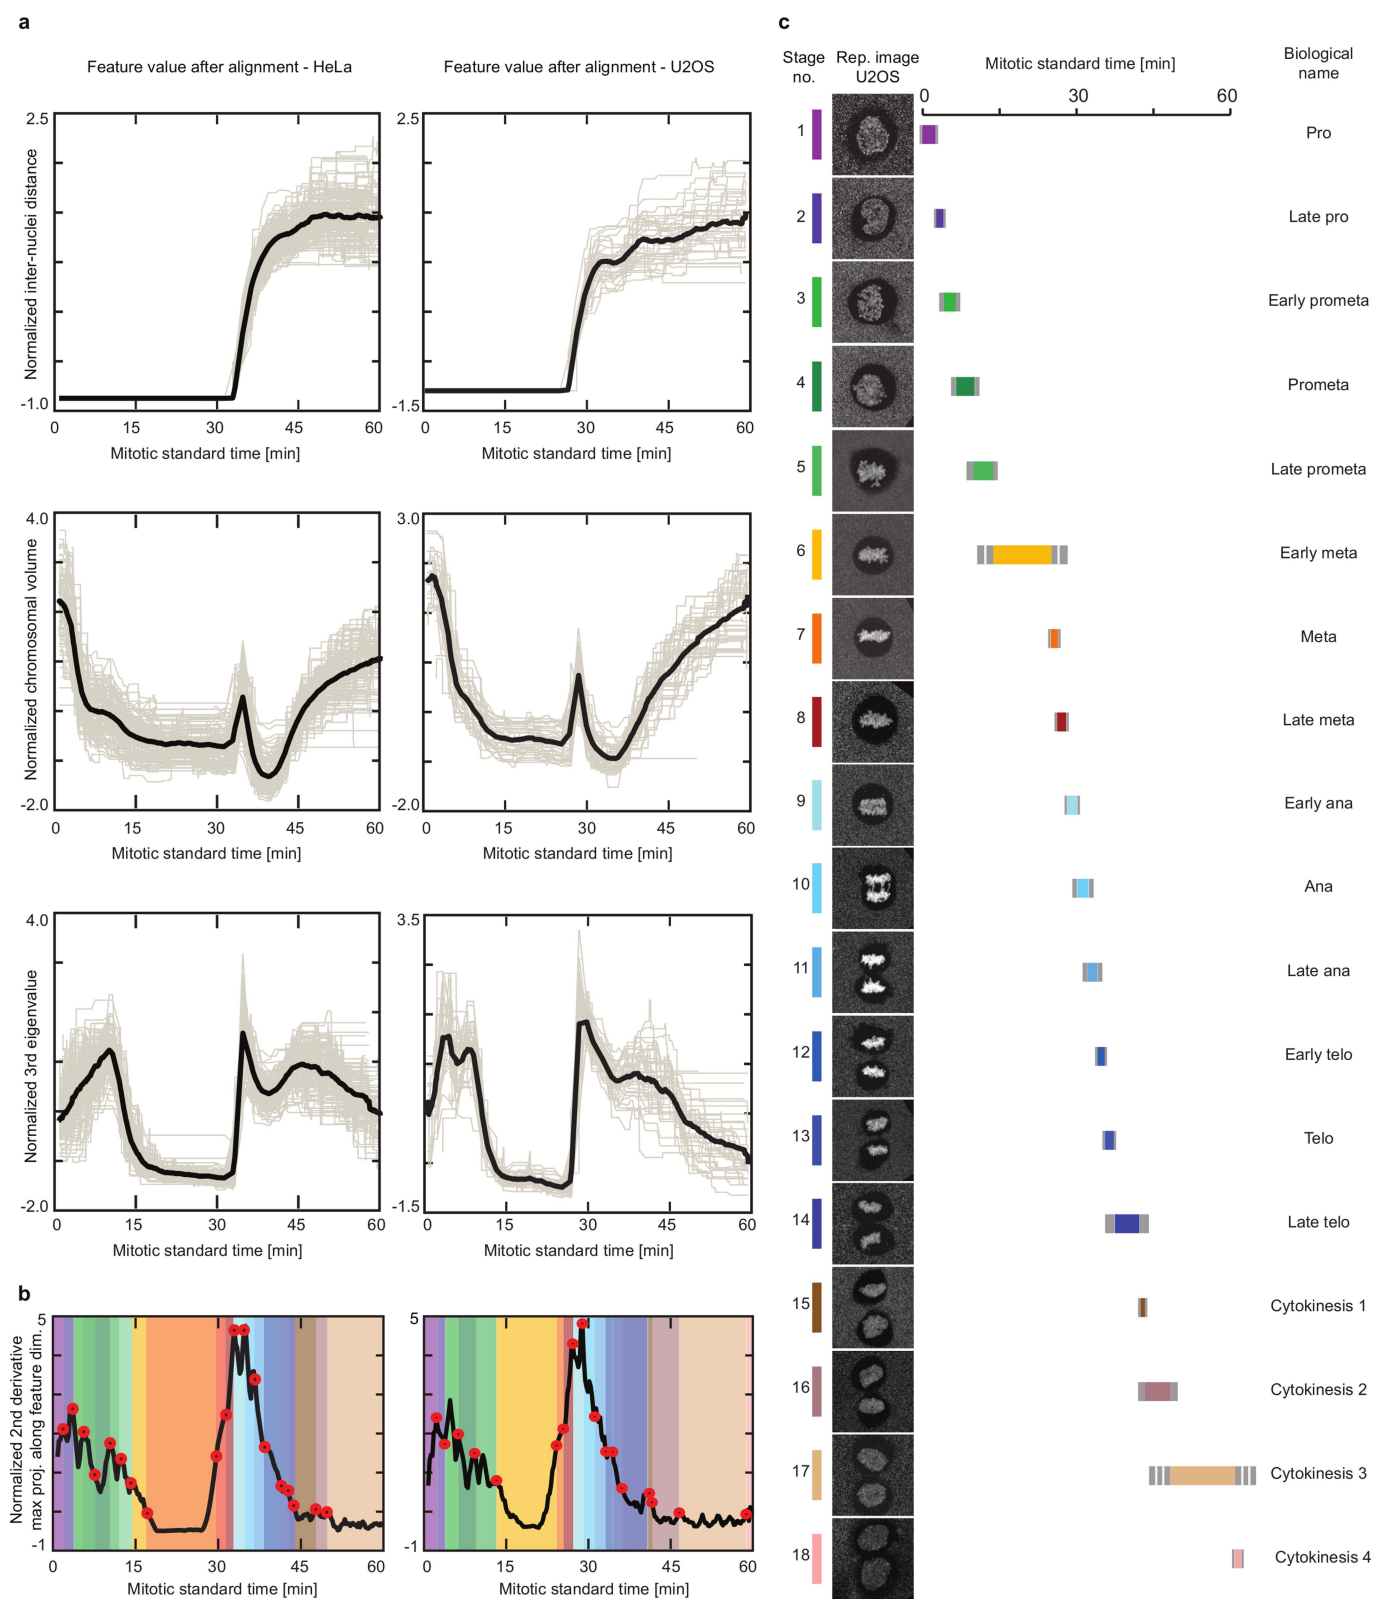 a
Feature value after alignment - HeLa
Feature value after alignment - U2OS
Normalized inter-nuclei distance
2.5
-1.0
0 15 30 45 60
Mitotic standard time [min]
2.5
-1.5
0 15 30 45 60
Mitotic standard time [min]
Normalized chromosomal volume
4.0
-2.0
0 15 30 45 60
Mitotic standard time [min]
3.0
-2.0
0 15 30 45 60
Mitotic standard time [min]
Normalized 3rd eigenvalue
4.0
-2.0
0 15 30 45 60
Mitotic standard time [min]
3.5
-1.5
0 15 30 45 60
Mitotic standard time [min]
b
Normalized 2nd derivative
max proj. along feature dim.
5
-1
0 15 30 45 60
Mitotic standard time [min]
5
-1
0 15 30 45 60
Mitotic standard time [min]
c
Stage
no.
Rep. image
U2OS
Mitotic standard time [min]
Biological
name
0 30 60
1 Pro
2 Late pro
3 Early prometa
4 Prometa
5 Late prometa
6 Early meta
7 Meta
8 Late meta
9 Early ana
10 Ana
11 Late ana
12 Early telo
13 Telo
14 Late telo
15 Cytokinesis 1
16 Cytokinesis 2
17 Cytokinesis 3
18 Cytokinesis 4